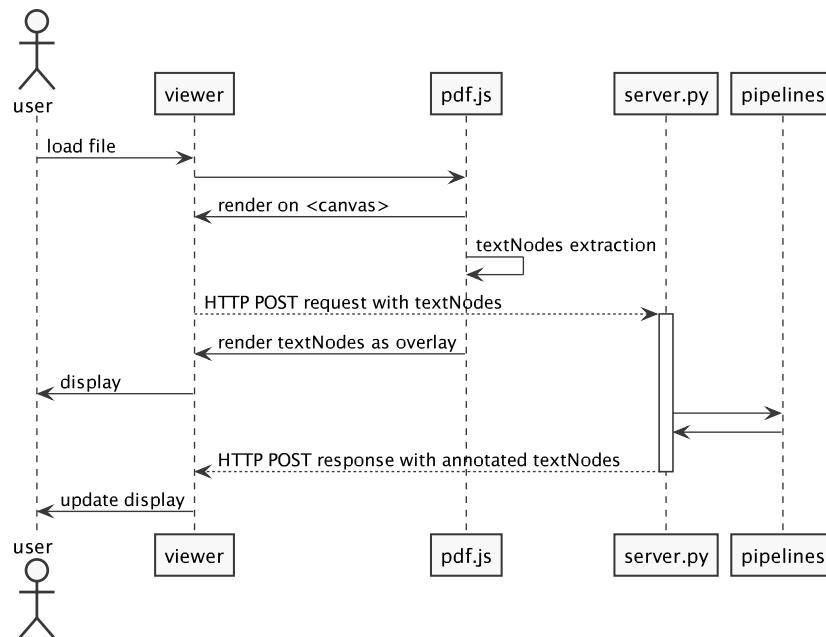 user
viewer
pdf.js
server.py
pipelines
load file
render on <canvas>
textNodes extraction
HTTP POST request with textNodes
render textNodes as overlay
display
HTTP POST response with annotated textNodes
update display
user
viewer
pdf.js
server.py
pipelines